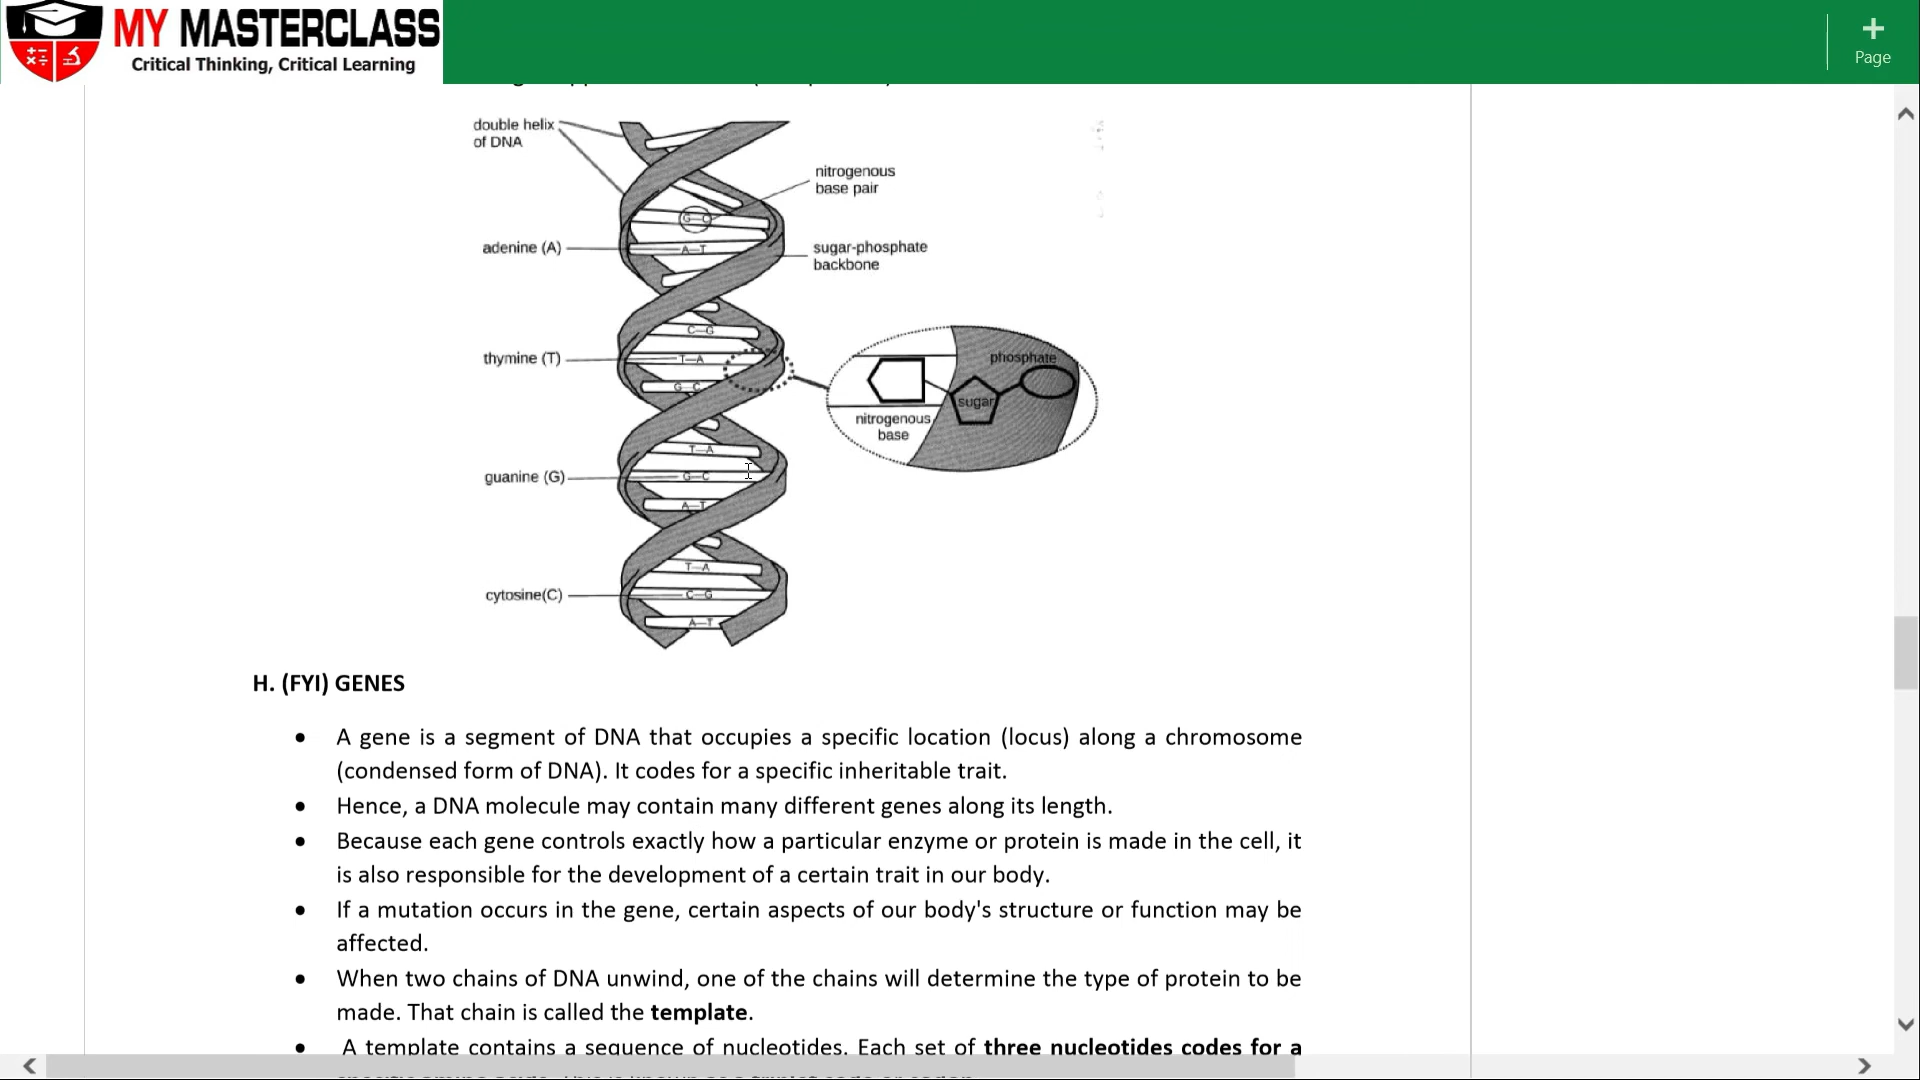 MY MASTERCLASS
Critical Thinking, Critical Learning
+
Page
double helix
of DNA
nitrogenous
base pair
G—C
adenine (A)
A—T
sugar-phosphate
backbone
C—G
thymine (T)
T—A
phosphate
G C
sugar
nitrogenous
base
T—A
guanine (G)
G—C
A—T
T—A
cytosine(C)
C—G
A—T
H. (FYI) GENES
• A gene is a segment of DNA that occupies a specific location (locus) along a chromosome
(condensed form of DNA). It codes for a specific inheritable trait.
• Hence, a DNA molecule may contain many different genes along its length.
• Because each gene controls exactly how a particular enzyme or protein is made in the cell, it
is also responsible for the development of a certain trait in our body.
• If a mutation occurs in the gene, certain aspects of our body's structure or function may be
affected.
• When two chains of DNA unwind, one of the chains will determine the type of protein to be
made. That chain is called the template.
• A template contains a sequence of nucleotides. Each set of three nucleotides codes for a